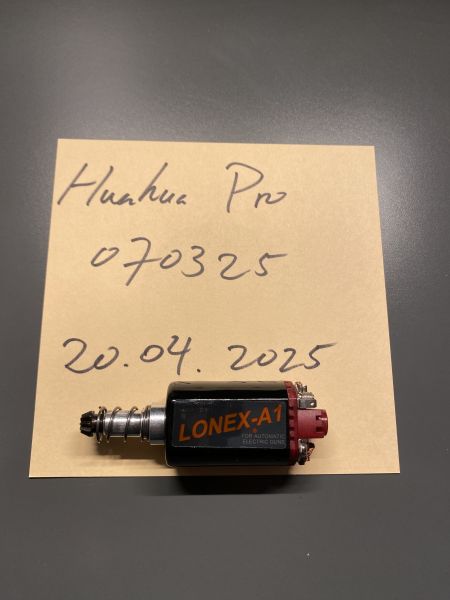 Huahua Pro
070325
20.04.2025
LONEX-A1
FOR AUTOMATIC
ELECTRIC GUNS